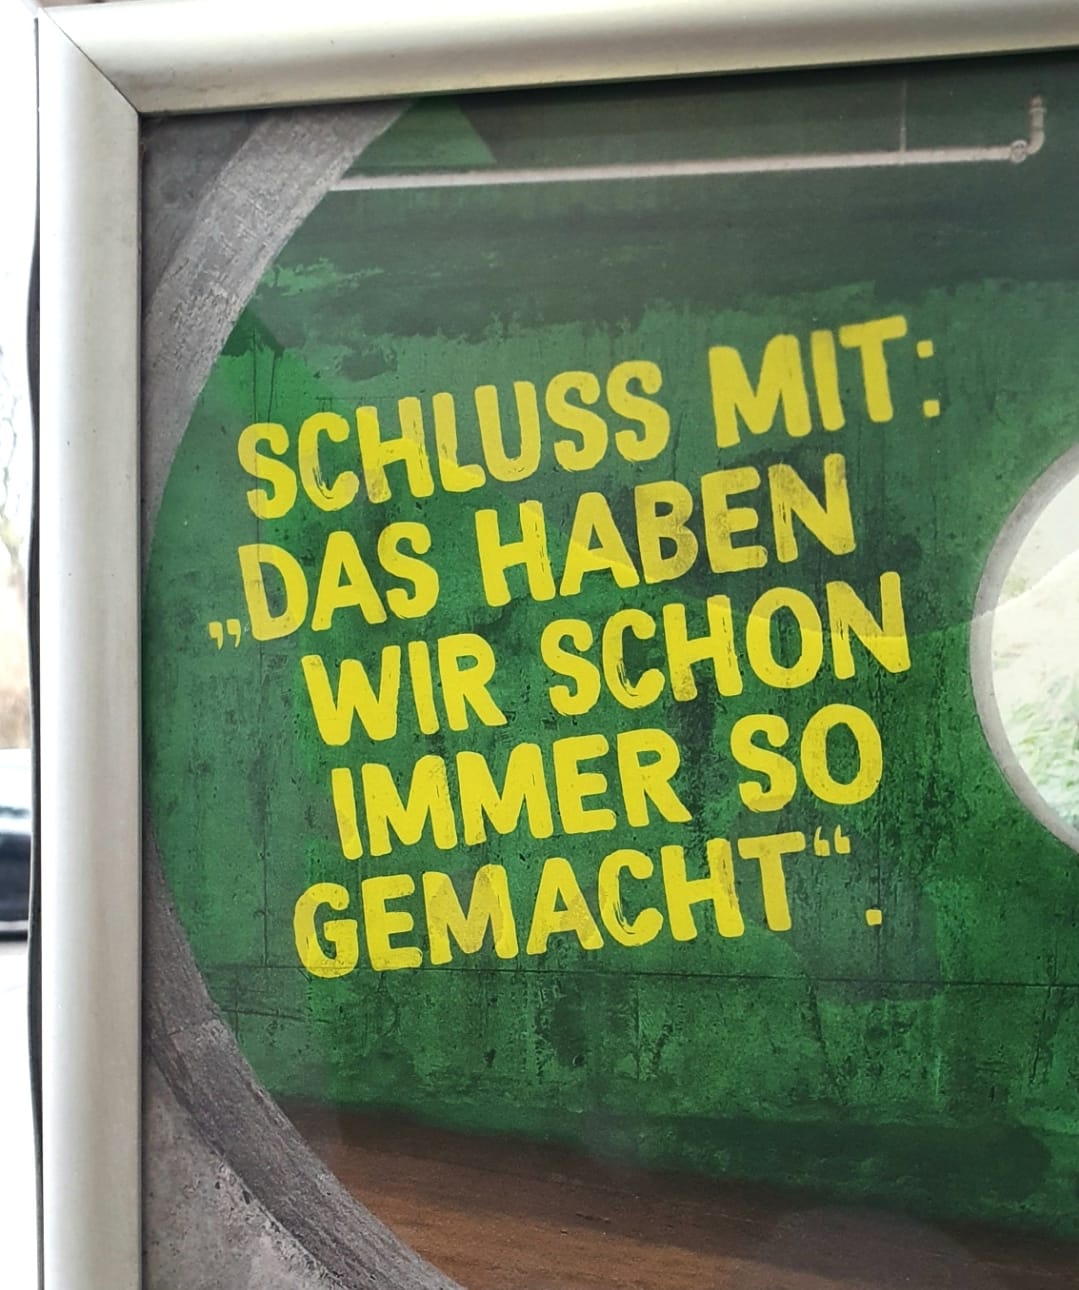 SCHLUSS MIT:
„DAS HABEN
WIR SCHON
IMMER SO
GEMACHT“.